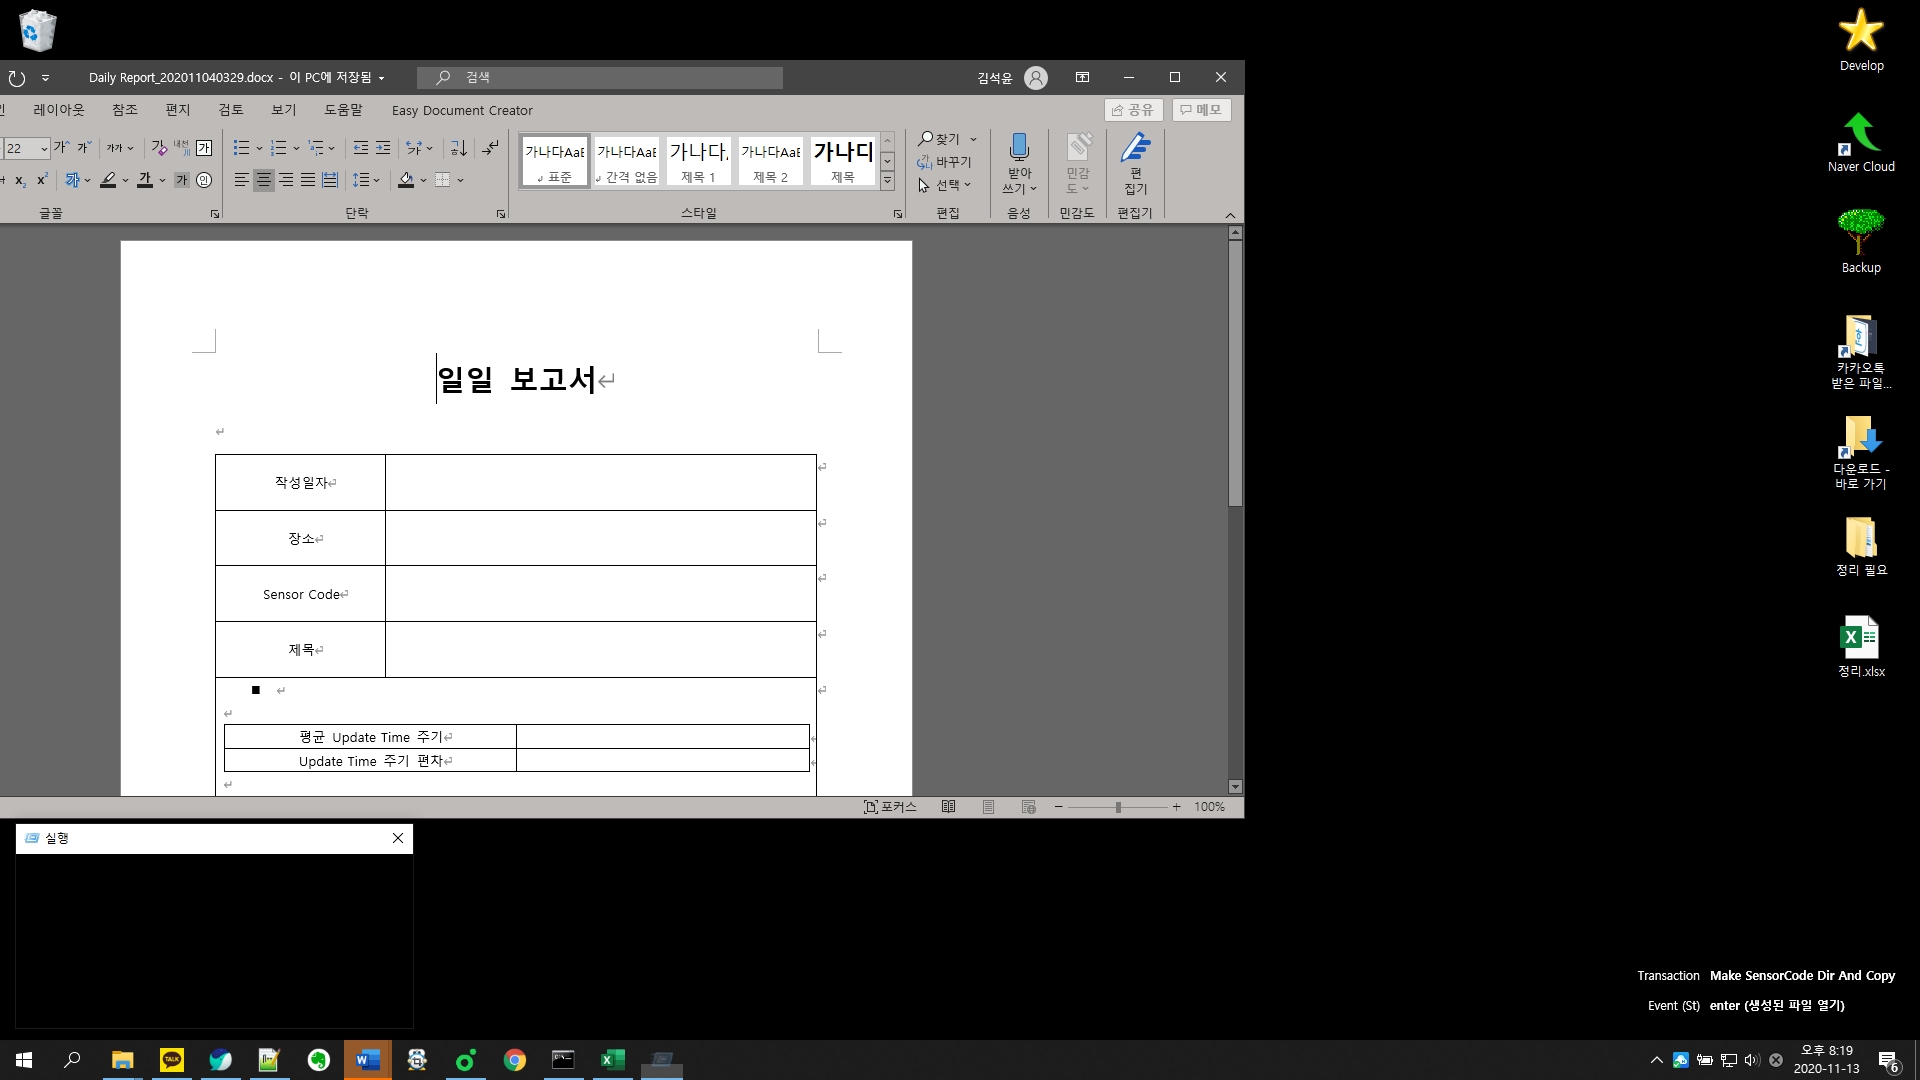 Develop
Daily Report_202011040329.docx - 이 PC에 저장됨
검색
김석윤
레이아웃 참조 편지 검토 보기 도움말 Easy Document Creator
공유 메모
22
가나다AaB 가나다AaB 가나다, 가나다AaB 가나다
표준 간격 없음 제목 1 제목 2 제목
찾기
바꾸기
선택
받아쓰기
민감도
편집기
글꼴 단락 스타일 편집 음성 민감도 편집기
Naver Cloud
Backup
카카오톡
받은 파일...
다운로드 -
바로 가기
정리 필요
정리.xlsx
일일 보고서
작성일자
장소
Sensor Code
제목
평균 Update Time 주기
Update Time 주기 편차
포커스
100%
실행
Transaction Make SensorCode Dir And Copy
Event (St) enter (생성된 파일 열기)
TALK
오후 8:19
2020-11-13
6